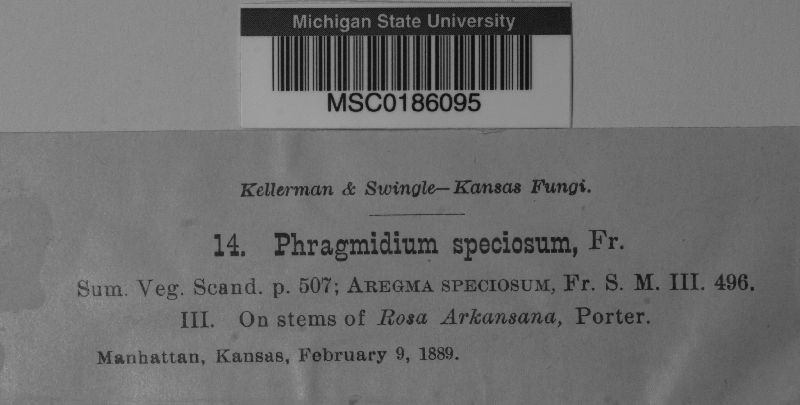 Michigan State University
MSC0186095
Kellerman & Swingle—Kansas Fungi.
14. Phragmidium speciosum, Fr.
Sum. Veg. Scand. p. 507; AREGMA SPECIOSUM, Fr. S. M. III. 496.
III. On stems of Rosa Arkansana, Porter.
Manhattan, Kansas, February 9, 1889.